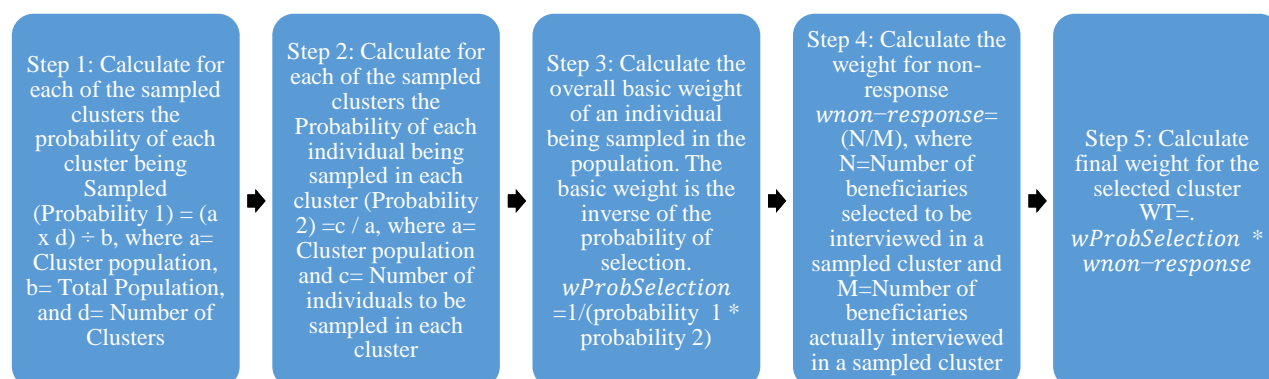 Step 1: Calculate for
each of the sampled
clusters the
probability of each
cluster being
Sampled
(Probability 1) = (a
x d) ÷ b, where a=
Cluster population,
b= Total Population,
and d= Number of
Clusters
Step 2: Calculate for
each of the sampled
clusters the
Probability of each
individual being
sampled in each
cluster (Probability
2) =c / a, where a=
Cluster population
and c= Number of
individuals to be
sampled in each
cluster
Step 3: Calculate the
overall basic weight
of an individual
being sampled in the
population. The
basic weight is the
inverse of the
probability of
selection.
𝑤𝑃𝑟𝑜𝑏𝑆𝑒𝑙𝑒𝑐𝑡𝑖𝑜𝑛
=1/(probability 1 *
probability 2)
Step 4: Calculate the
weight for non-
response
𝑤𝑛𝑜𝑛−𝑟𝑒𝑠𝑝𝑜𝑛𝑠𝑒=
(N/M), where
N=Number of
beneficiaries
selected to be
interviewed in a
sampled cluster and
M=Number of
beneficiaries
actually interviewed
in a sampled cluster
Step 5: Calculate
final weight for the
selected cluster
WT=.
𝑤𝑃𝑟𝑜𝑏𝑆𝑒𝑙𝑒𝑐𝑡𝑖𝑜𝑛 *
𝑤𝑛𝑜𝑛−𝑟𝑒𝑠𝑝𝑜𝑛𝑠𝑒